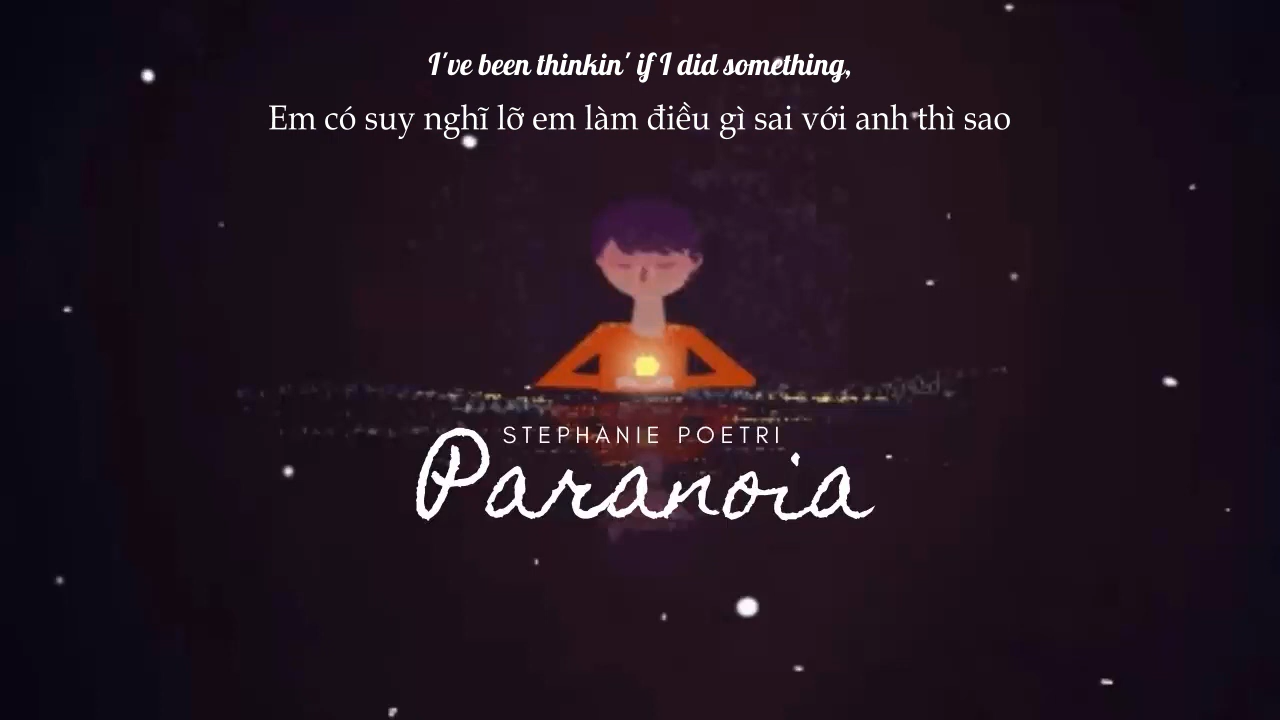 I've been thinkin' if I did something,
Em có suy nghĩ lỡ em làm điều gì sai với anh thì sao
STEPHANIE POETRI
Paranoia